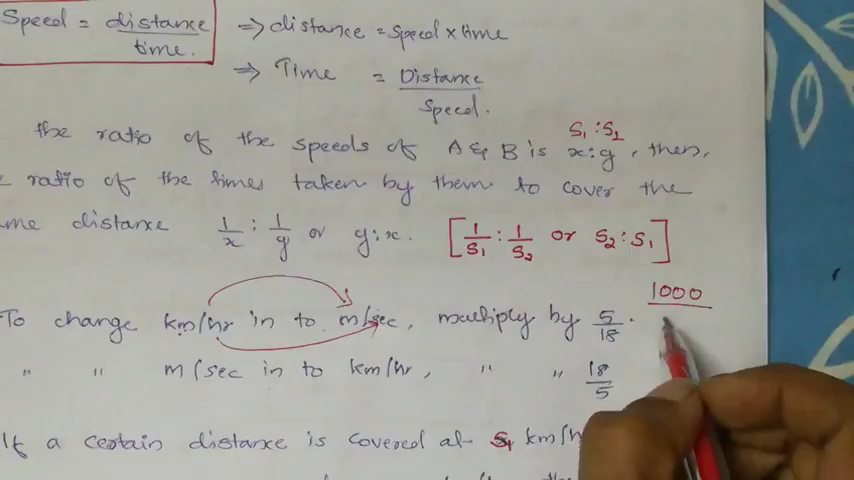 Speed = distance/time. ⇒ distance = speed × time
⇒ Time = Distance/Speed.
S₁ : S₂
the ratio of the speeds of A & B is x : y, then,
ratio of the times taken by them to cover the
me distance 1/x : 1/y or y : x. [1/S₁ : 1/S₂ or S₂ : S₁]
1000
To change km/hr in to m/sec, multiply by 5/18.
" " m/sec in to km/hr, " " 18/5
If a certain distance is covered at S₁ km/h